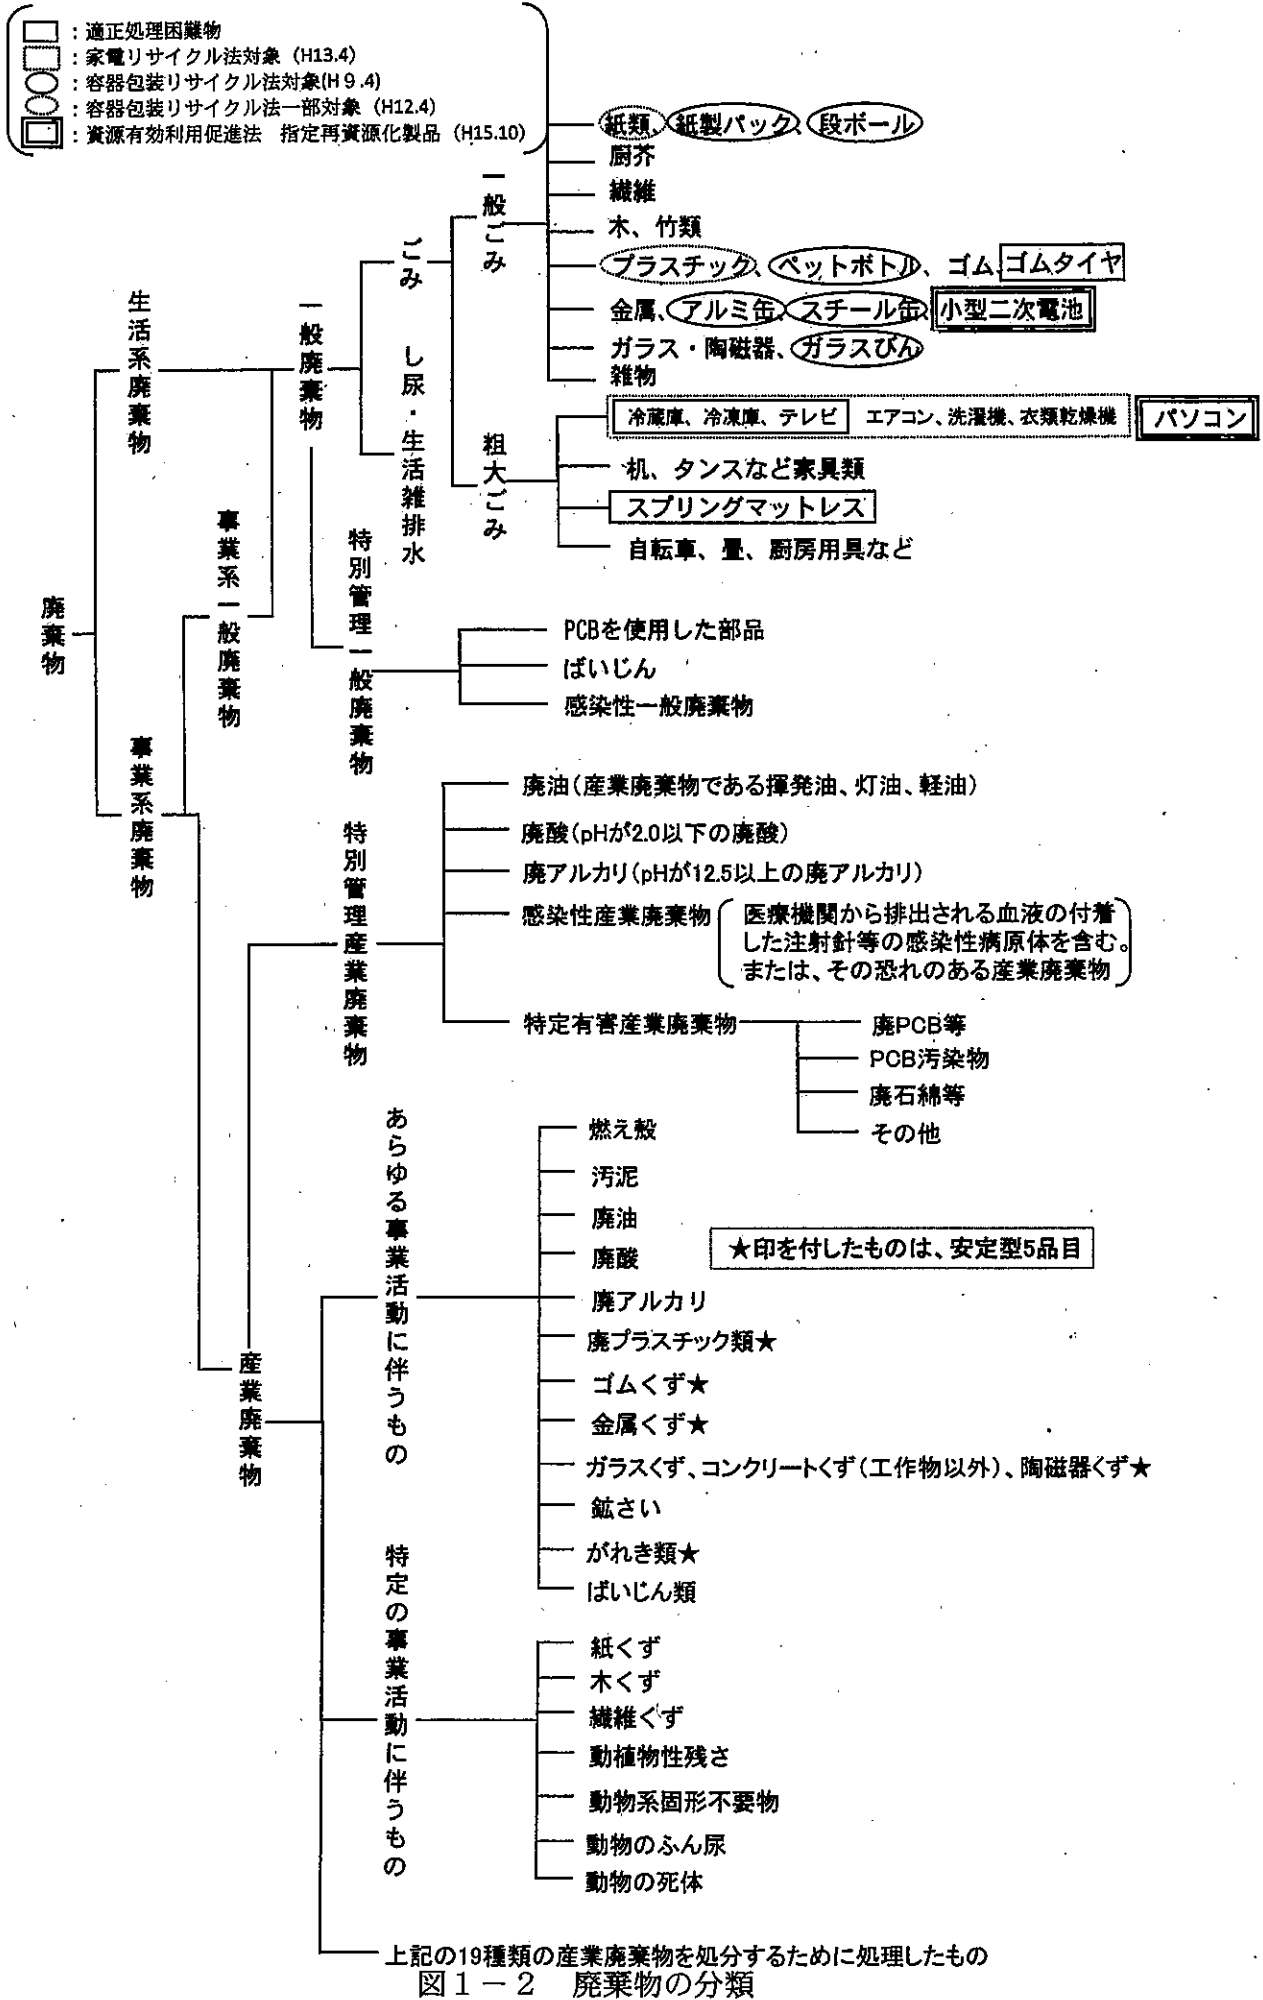 ：適正処理困難物
：家電リサイクル法対象（H13.4）
：容器包装リサイクル法対象(H９.4)
：容器包装リサイクル法一部対象（H12.4）
：資源有効利用促進法　指定再資源化製品（H15.10）
廃棄物
生活系廃棄物
事業系廃棄物
事業系一般廃棄物
一般廃棄物
ごみ
し尿・生活雑排水
一般ごみ
紙類、紙製パック、段ボール
厨芥
繊維
木、竹類
プラスチック、ペットボトル、ゴム、ゴムタイヤ
金属、アルミ缶、スチール缶、小型二次電池
ガラス・陶磁器、ガラスびん
雑物
粗大ごみ
冷蔵庫、冷凍庫、テレビ　エアコン、洗濯機、衣類乾燥機　パソコン
机、タンスなど家具類
スプリングマットレス
自転車、畳、厨房用具など
特別管理一般廃棄物
PCBを使用した部品
ばいじん
感染性一般廃棄物
特別管理産業廃棄物
廃油（産業廃棄物である揮発油、灯油、軽油）
廃酸（pHが2.0以下の廃酸）
廃アルカリ（pHが12.5以上の廃アルカリ）
感染性産業廃棄物
医療機関から排出される血液の付着
した注射針等の感染性病原体を含む。
または、その恐れのある産業廃棄物
特定有害産業廃棄物
廃PCB等
PCB汚染物
廃石綿等
その他
産業廃棄物
あらゆる事業活動に伴うもの
燃え殻
汚泥
廃油
廃酸
★印を付したものは、安定型5品目
廃アルカリ
廃プラスチック類★
ゴムくず★
金属くず★
ガラスくず、コンクリートくず（工作物以外）、陶磁器くず★
鉱さい
がれき類★
ばいじん類
特定の事業活動に伴うもの
紙くず
木くず
繊維くず
動植物性残さ
動物系固形不要物
動物のふん尿
動物の死体
上記の19種類の産業廃棄物を処分するために処理したもの
図１－２　廃棄物の分類